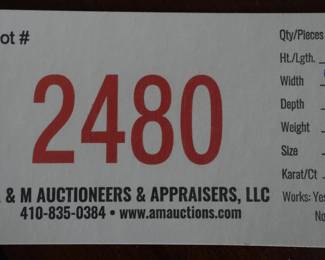 ot #
2480
& M AUCTIONEERS & APPRAISERS, LLC
410-835-0384 • www.amauctions.com
Qty/Pieces
Ht./Lgth.
Width
Depth
Weight
Size
Karat/Ct
Works: Yes
No